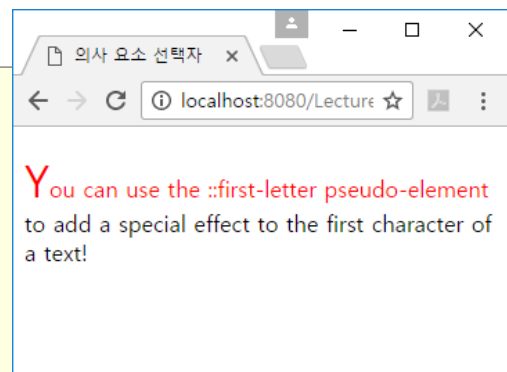 의사 요소 선택자
localhost:8080/Lecture
You can use the ::first-letter pseudo-element
to add a special effect to the first character of
a text!